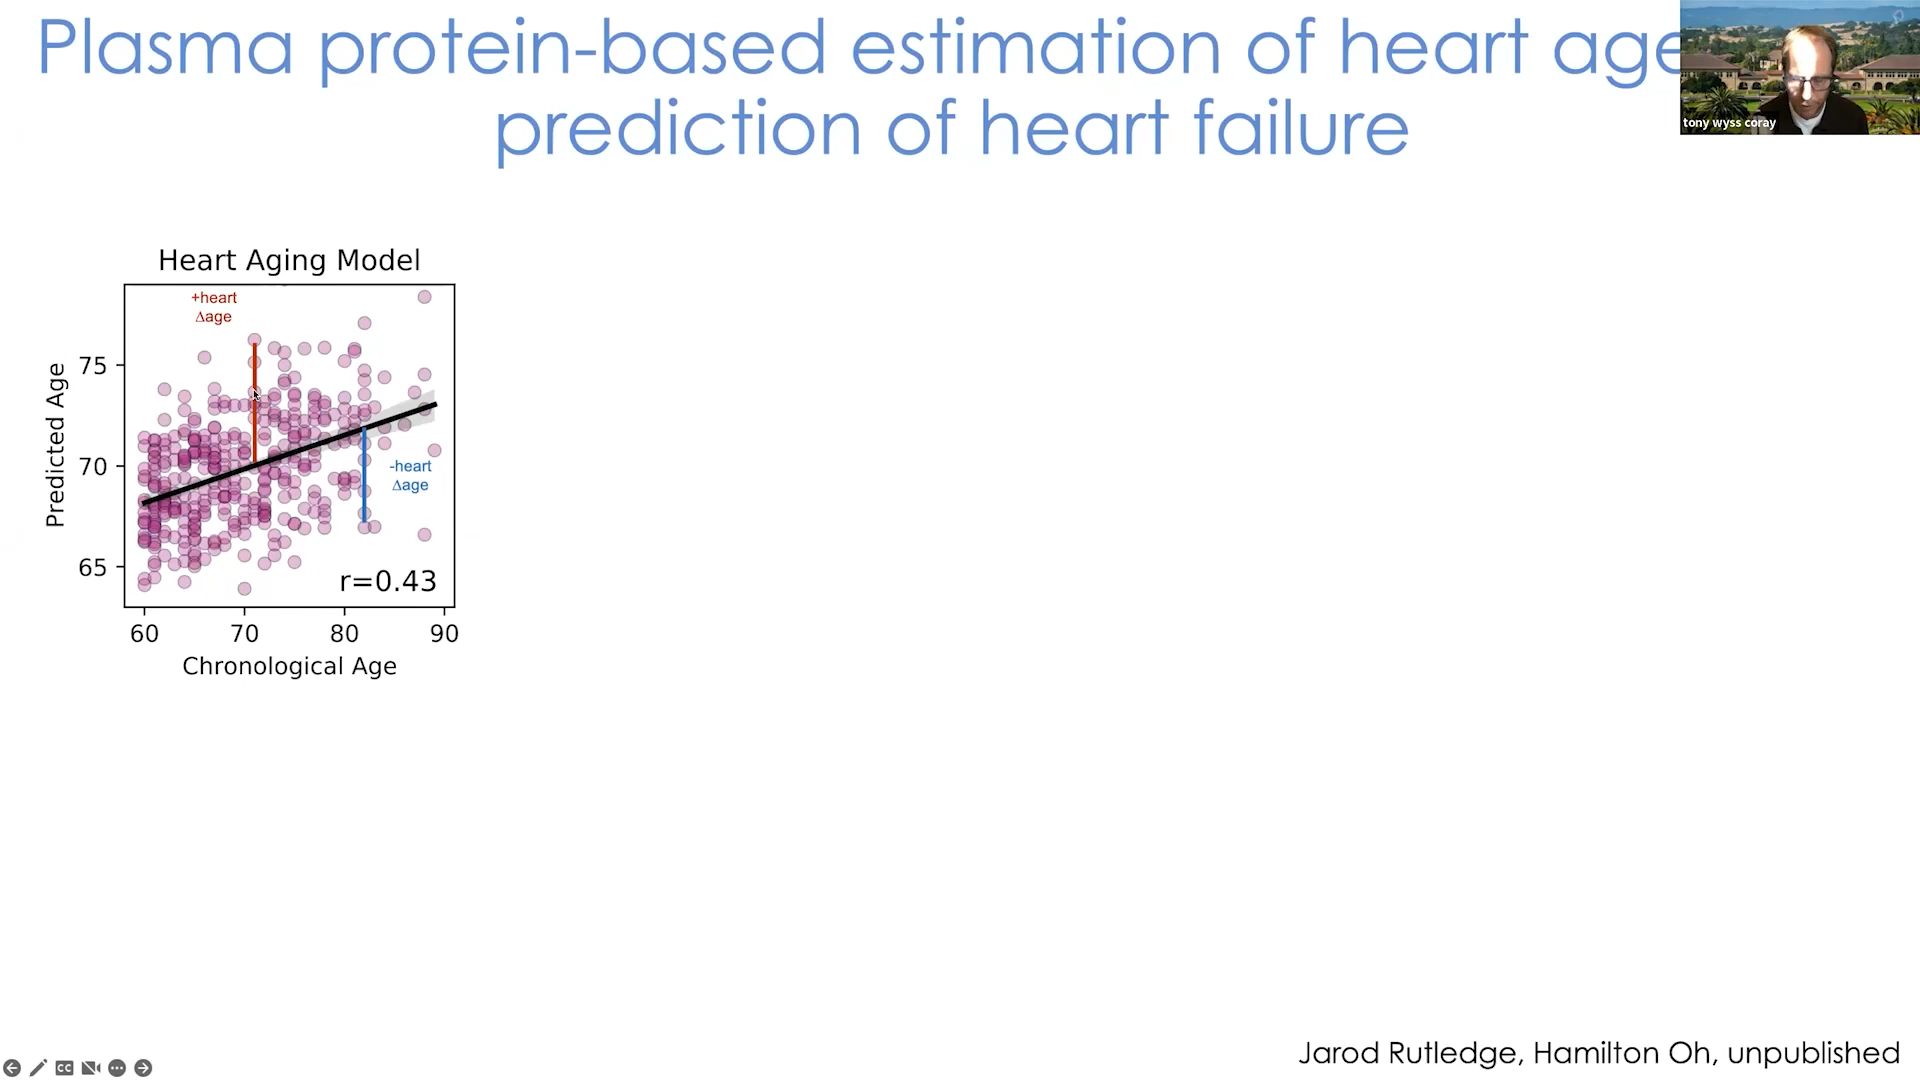 Plasma protein-based estimation of heart age
prediction of heart failure
tony wyss coray
Heart Aging Model
+heart
Δage
75
70
65
Predicted Age
-heart
Δage
r=0.43
60 70 80 90
Chronological Age
Jarod Rutledge, Hamilton Oh, unpublished
CC